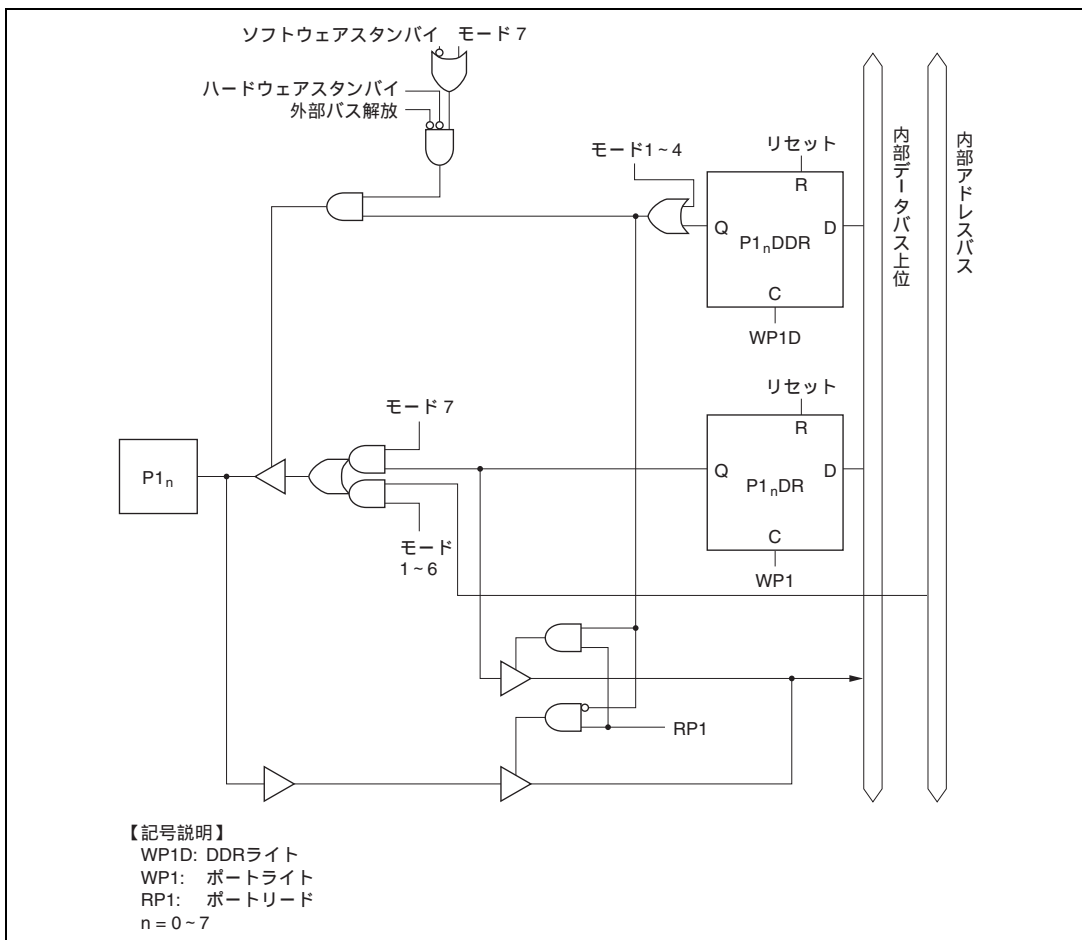 ソフトウェアスタンバイ モード 7
ハードウェアスタンバイ
外部バス解放
モード1~4
リセット
R
Q P1nDDR D
C
WP1D
内部データバス上位
内部アドレスバス
モード 7
リセット
R
P1n
Q P1nDR D
C
モード
1~6
WP1
RP1
【記号説明】
WP1D: DDRライト
WP1: ポートライト
RP1: ポートリード
n = 0~7